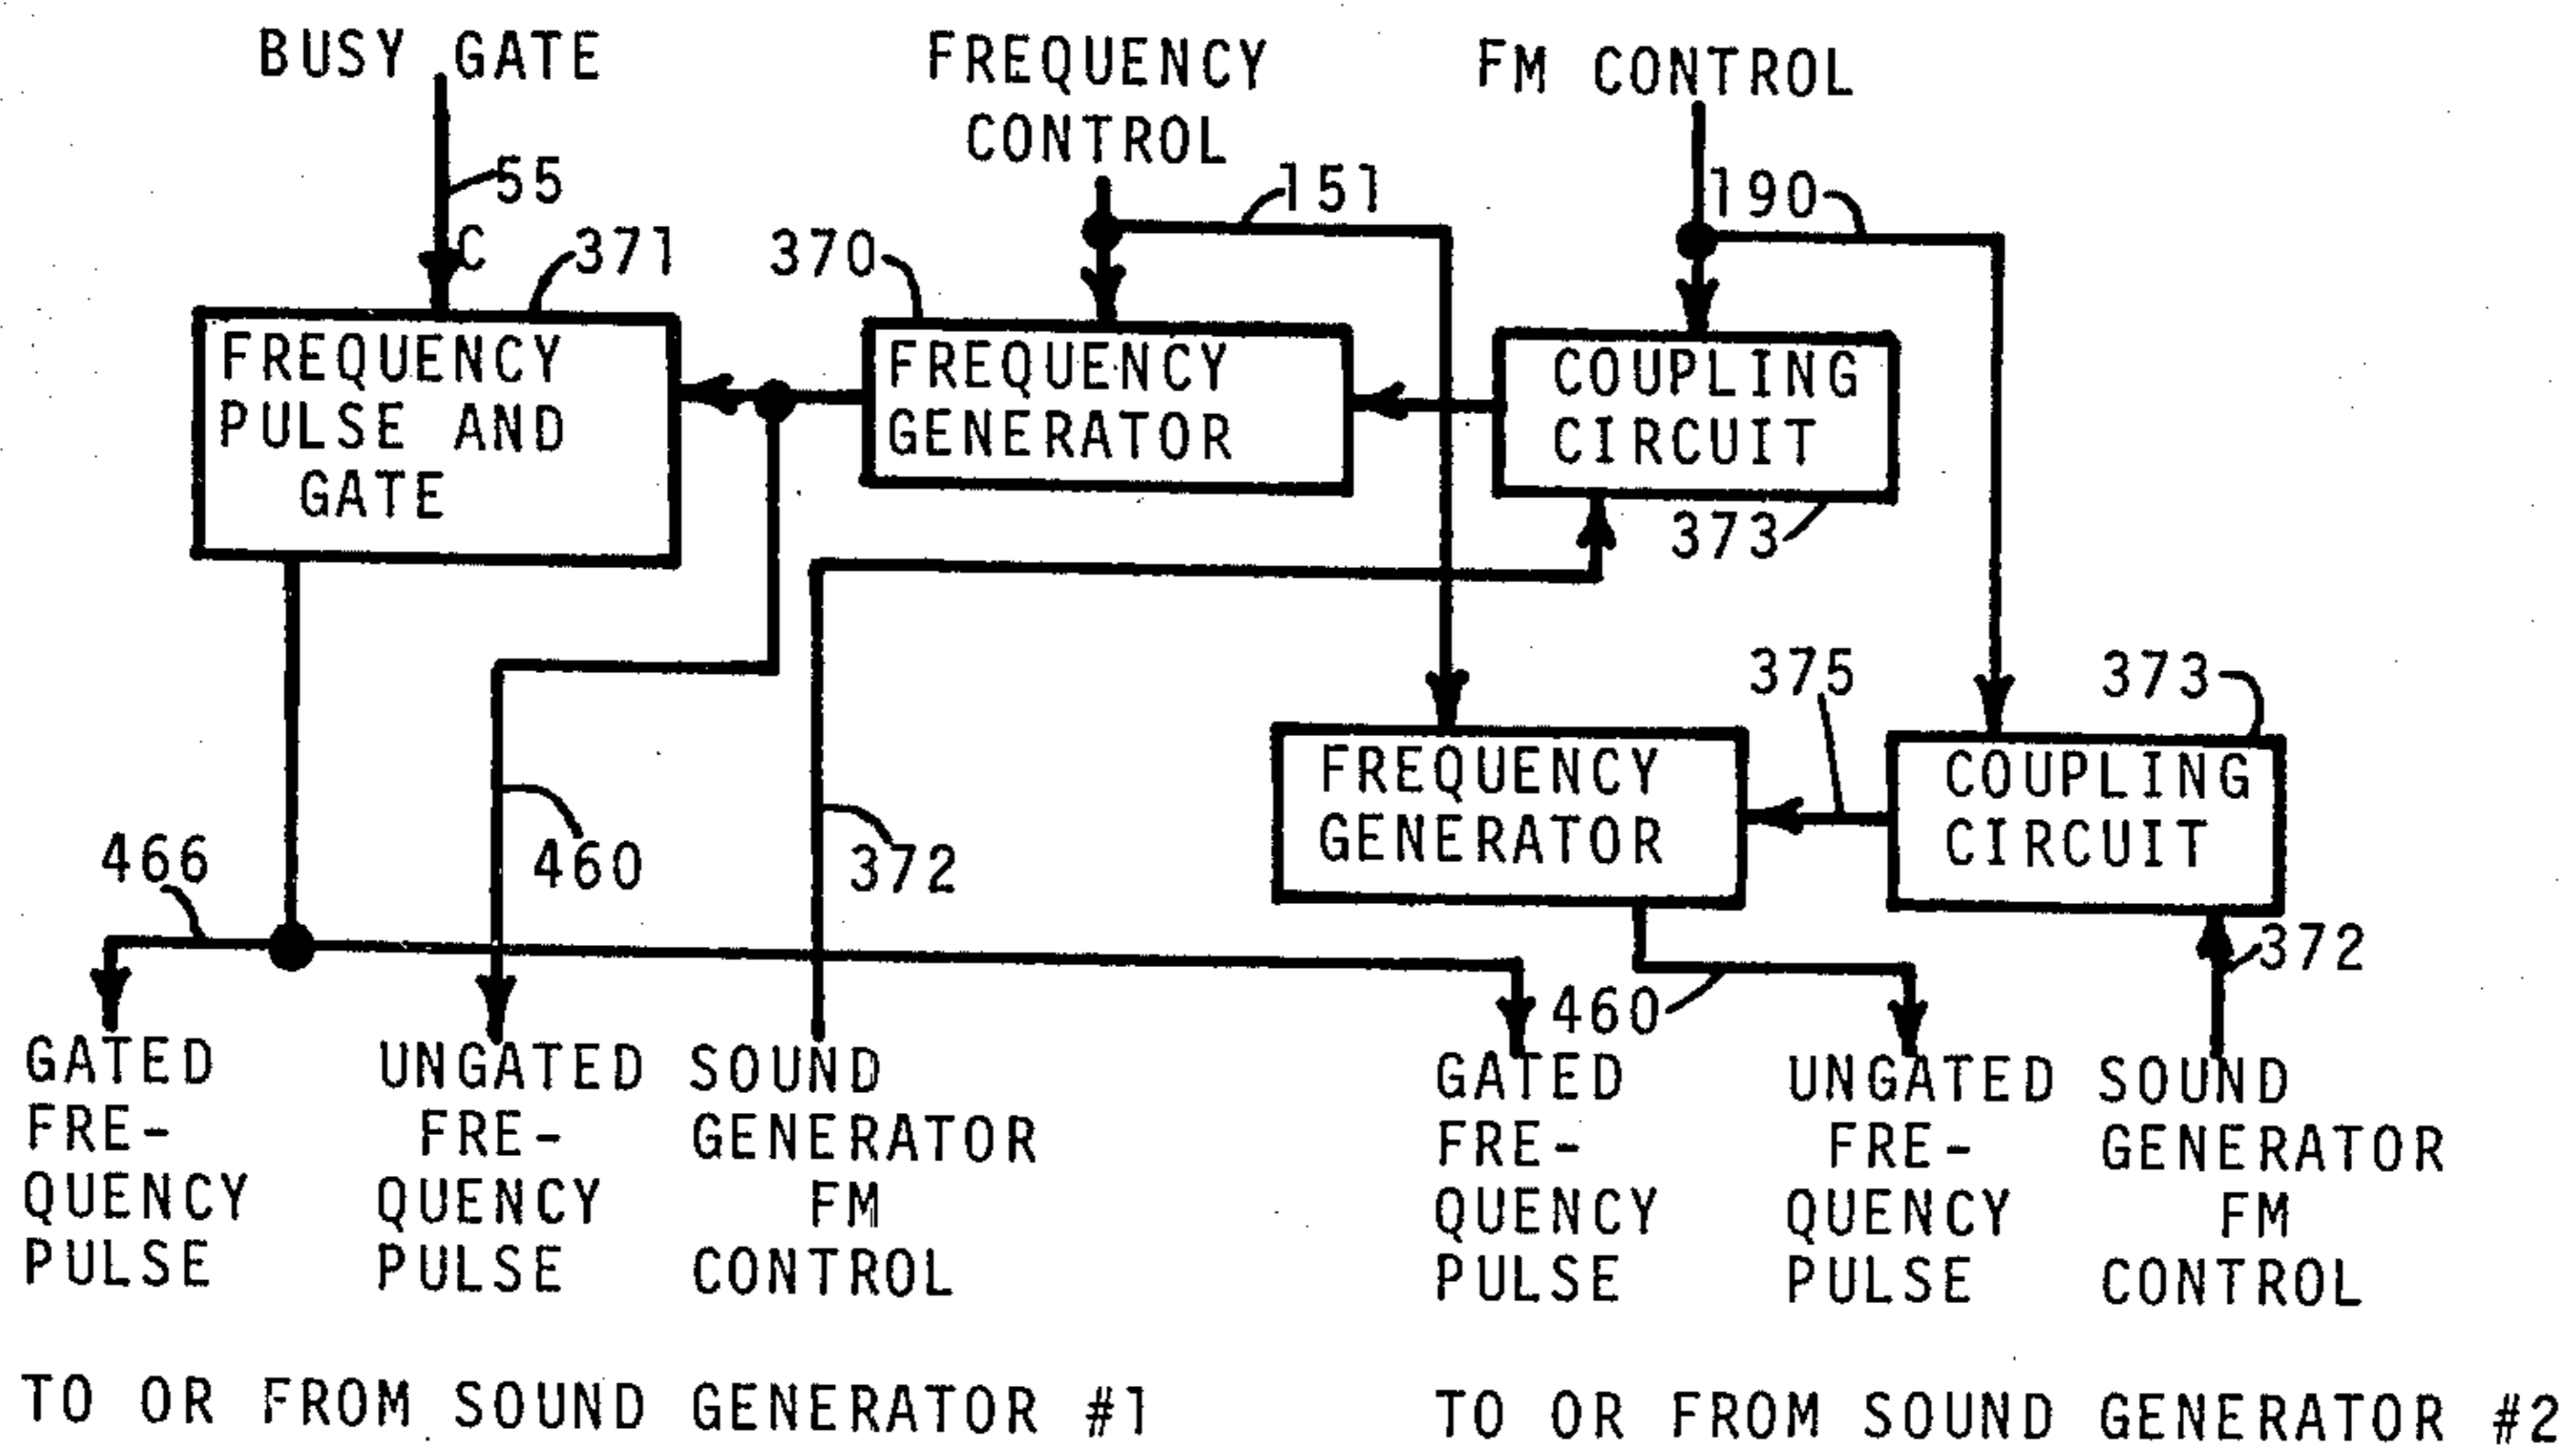 BUSY GATE
FREQUENCY
CONTROL
FM CONTROL
55
151
190
C
371
370
FREQUENCY
PULSE AND
GATE
FREQUENCY
GENERATOR
COUPLING
CIRCUIT
373
375
373
FREQUENCY
GENERATOR
COUPLING
CIRCUIT
466
460
372
372
460
GATED
FRE-
QUENCY
PULSE
UNGATED
FRE-
QUENCY
PULSE
SOUND
GENERATOR
FM
CONTROL
GATED
FRE-
QUENCY
PULSE
UNGATED
FRE-
QUENCY
PULSE
SOUND
GENERATOR
FM
CONTROL
TO OR FROM SOUND GENERATOR #1
TO OR FROM SOUND GENERATOR #2